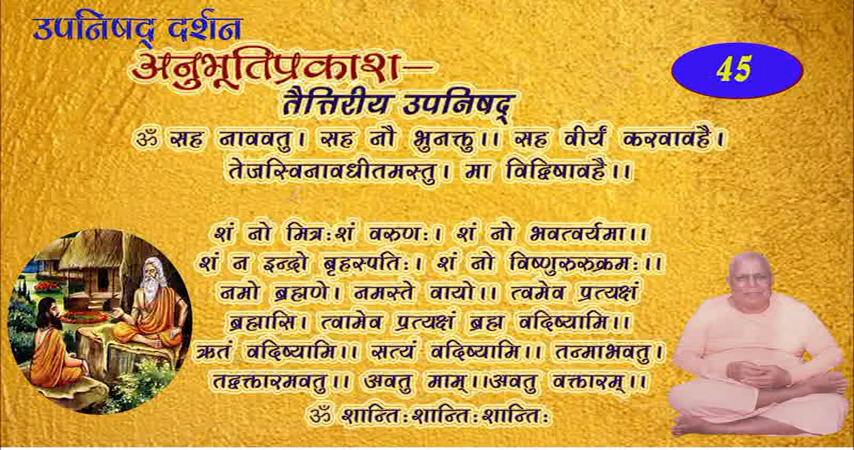 उपनिषद् दर्शन
अनुभूतिप्रकाश–
45
तैत्तिरीय उपनिषद्
ॐ सह नाववतु। सह नौ भुनक्तु।। सह वीर्यं करवावहै।
तेजस्विनावधीतमस्तु। मा विद्विषावहै।।
शं नो मित्र:शं वरुण:। शं नो भवत्वर्यमा।।
शं न इन्द्रो बृहस्पति:। शं नो विष्णुरुरुक्रम:।।
नमो ब्रह्मणे। नमस्ते वायो।। त्वमेव प्रत्यक्षं
ब्रह्मासि। त्वामेव प्रत्यक्षं ब्रह्म वदिष्यामि।।
ऋतं वदिष्यामि।। सत्यं वदिष्यामि।। तन्माभवतु।
तद्वक्तारमवतु।। अवतु माम्।।अवतु वक्तारम्।।
ॐ शान्ति:शान्ति:शान्ति: